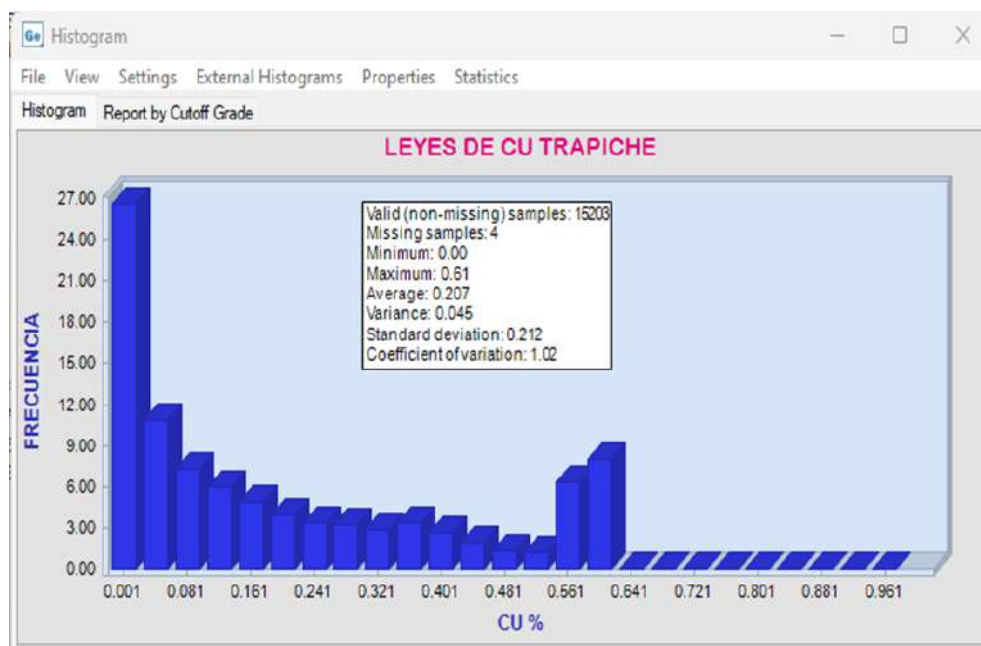 Ge Histogram
File View Settings External Histograms Properties Statistics
Histogram Report by Cutoff Grade
LEYES DE CU TRAPICHE
Valid (non-missing) samples: 15203
Missing samples: 4
Minimum: 0.00
Maximum: 0.61
Average: 0.207
Variance: 0.045
Standard deviation: 0.212
Coefficient of variation: 1.02
FRECUENCIA
27.00
24.00
21.00
18.00
15.00
12.00
9.00
6.00
3.00
0.00
0.001 0.081 0.161 0.241 0.321 0.401 0.481 0.561 0.641 0.721 0.801 0.881 0.961
CU %